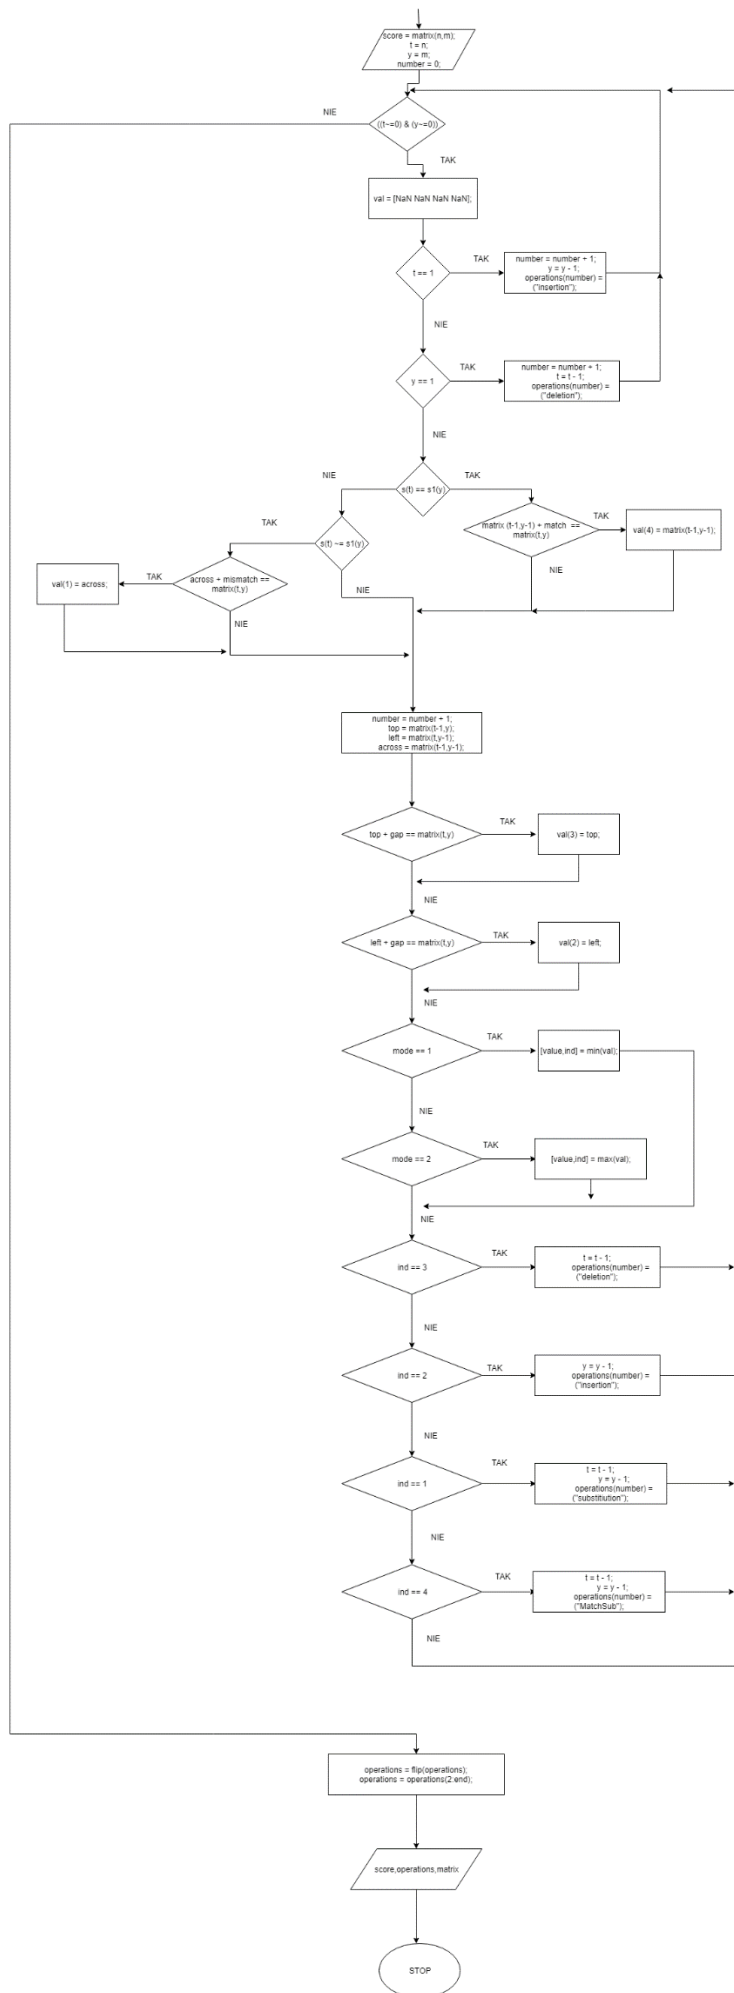 score = matrix(n,m);
t = n;
y = m;
number = 0;
NIE
((t~=0) & (y~=0))
TAK
val = [NaN NaN NaN NaN];
t == 1
TAK
number = number + 1;
y = y - 1;
operations(number) =
("insertion");
NIE
y == 1
TAK
number = number + 1;
t = t - 1;
operations(number) =
("deletion");
NIE
NIE
s(t) == s1(y)
TAK
TAK
s(t) ~= s1(y)
matrix (t-1,y-1) + match ==
matrix(t,y)
TAK
val(4) = matrix(t-1,y-1);
val(1) = across;
TAK
across + mismatch ==
matrix(t,y)
NIE
NIE
NIE
number = number + 1;
top = matrix(t-1,y);
left = matrix(t,y-1);
across = matrix(t-1,y-1);
top + gap == matrix(t,y)
TAK
val(3) = top;
NIE
left + gap == matrix(t,y)
TAK
val(2) = left;
NIE
mode == 1
TAK
[value,ind] = min(val);
NIE
mode == 2
TAK
[value,ind] = max(val);
NIE
ind == 3
TAK
t = t - 1;
operations(number) =
("deletion");
NIE
ind == 2
TAK
y = y - 1;
operations(number) =
("insertion");
NIE
ind == 1
TAK
t = t - 1;
y = y - 1;
operations(number) =
("substitiution");
NIE
ind == 4
TAK
t = t - 1;
y = y - 1;
operations(number) =
("MatchSub");
NIE
operations = flip(operations);
operations = operations(2:end);
score,operations,matrix
STOP